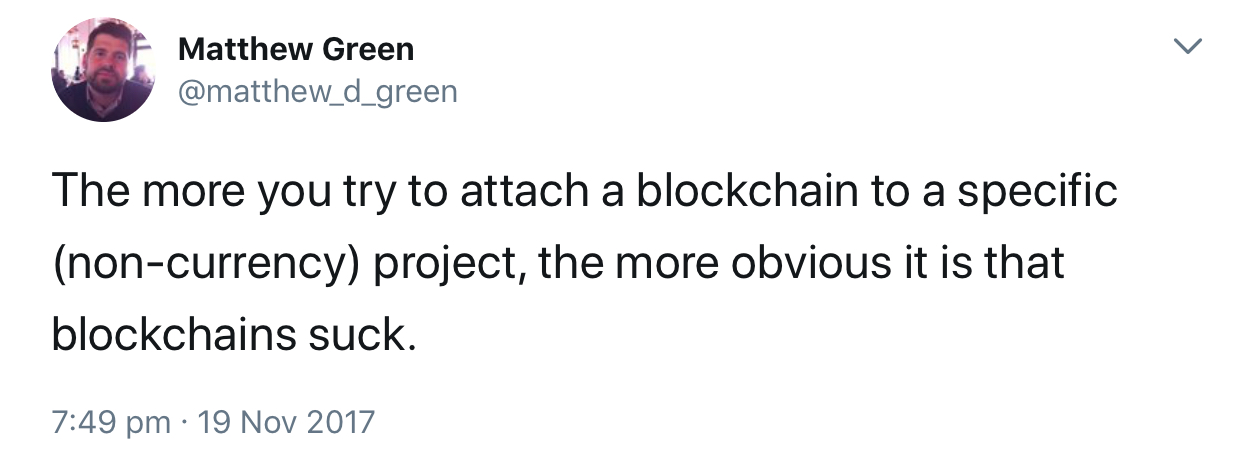 Matthew Green
@matthew_d_green
The more you try to attach a blockchain to a specific
(non-currency) project, the more obvious it is that
blockchains suck.
7:49 pm · 19 Nov 2017